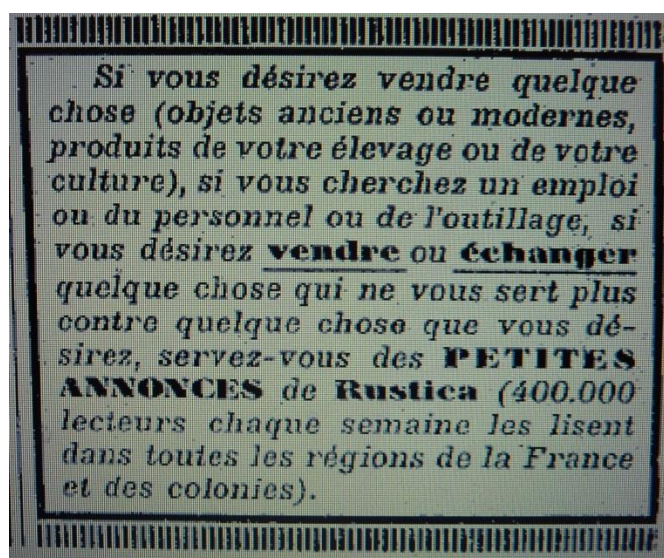 Si vous désirez vendre quelque
chose (objets anciens ou modernes,
produits de votre élevage ou de votre
culture), si vous cherchez un emploi
ou du personnel ou de l'outillage, si
vous désirez vendre ou échanger
quelque chose qui ne vous sert plus
contre quelque chose que vous dé-
sirez, servez-vous des PETITES
ANNONCES de Rustica (400.000
lecteurs chaque semaine les lisent
dans toutes les régions de la France
et des colonies).